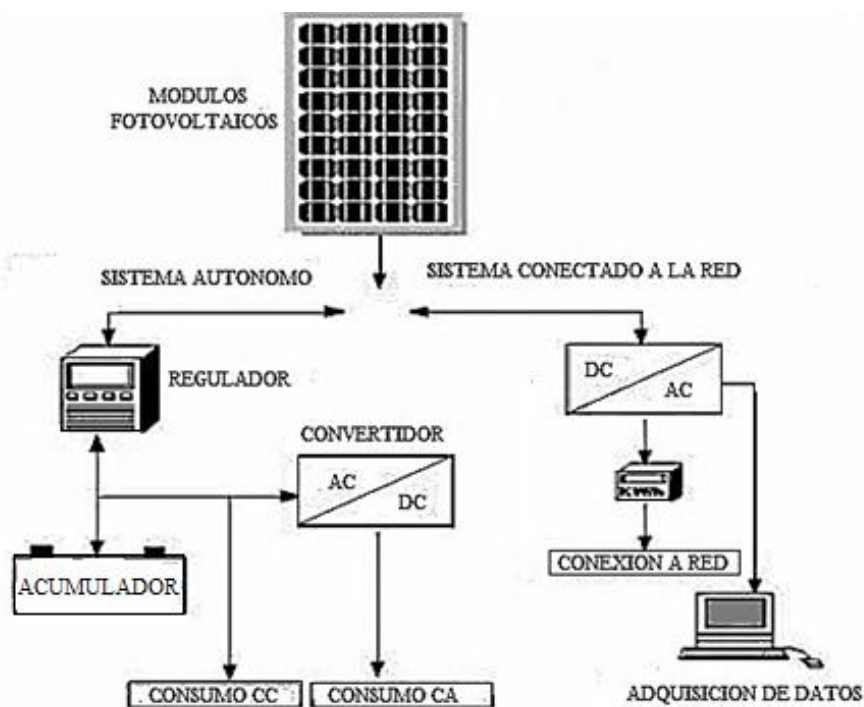 MODULOS
FOTOVOLTAICOS
SISTEMA AUTONOMO
SISTEMA CONECTADO A LA RED
REGULADOR
DC
AC
CONVERTIDOR
AC
DC
ACUMULADOR
CONEXION A RED
CONSUMO CC
CONSUMO CA
ADQUISICION DE DATOS